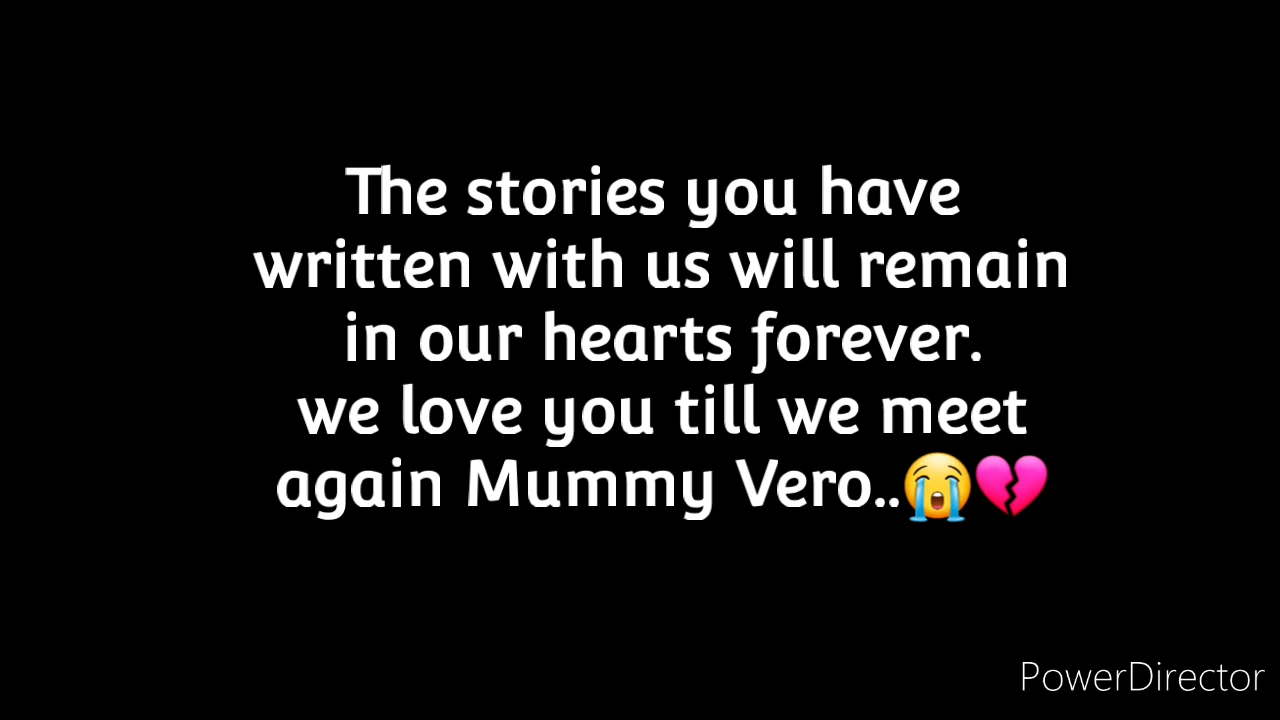 The stories you have
written with us will remain
in our hearts forever.
we love you till we meet
again Mummy Vero..😭💔
PowerDirector